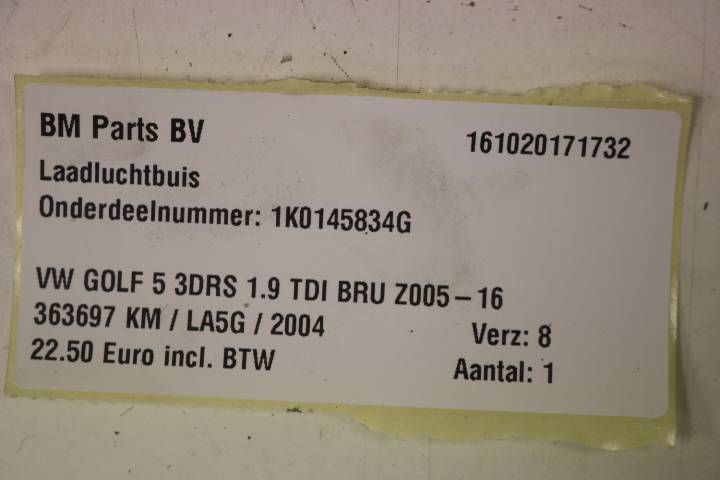 BM Parts BV 161020171732
Laadluchtbuis
Onderdeelnummer: 1K0145834G
VW GOLF 5 3DRS 1.9 TDI BRU Z005-16
363697 KM / LA5G / 2004 Verz: 8
22.50 Euro incl. BTW Aantal: 1